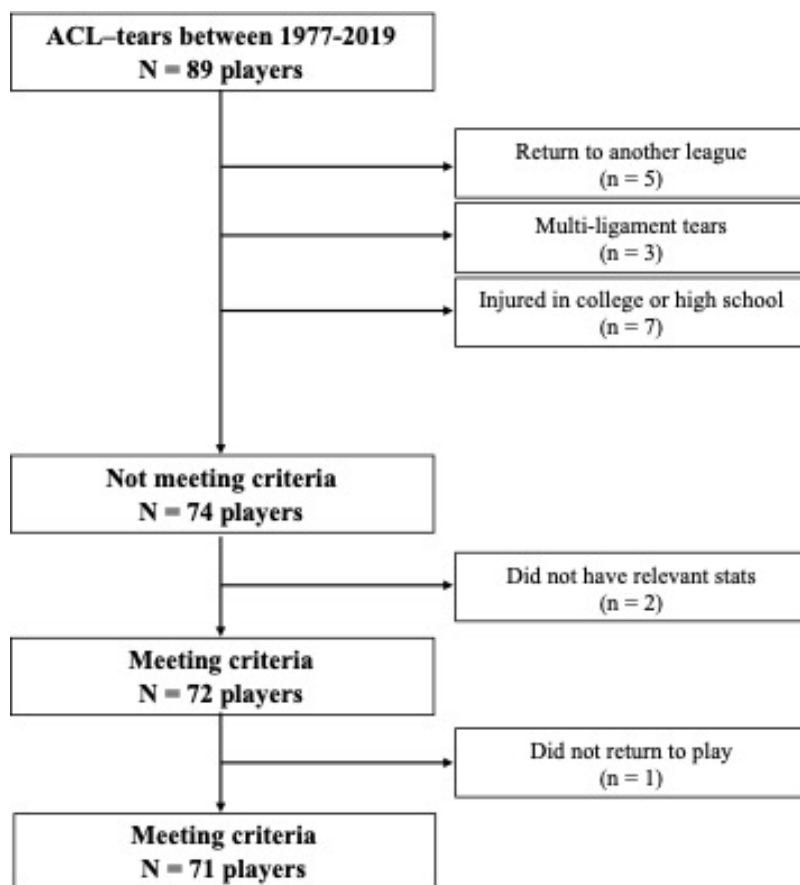 ACL–tears between 1977-2019
N = 89 players
Return to another league
(n = 5)
Multi-ligament tears
(n = 3)
Injured in college or high school
(n = 7)
Not meeting criteria
N = 74 players
Did not have relevant stats
(n = 2)
Meeting criteria
N = 72 players
Did not return to play
(n = 1)
Meeting criteria
N = 71 players